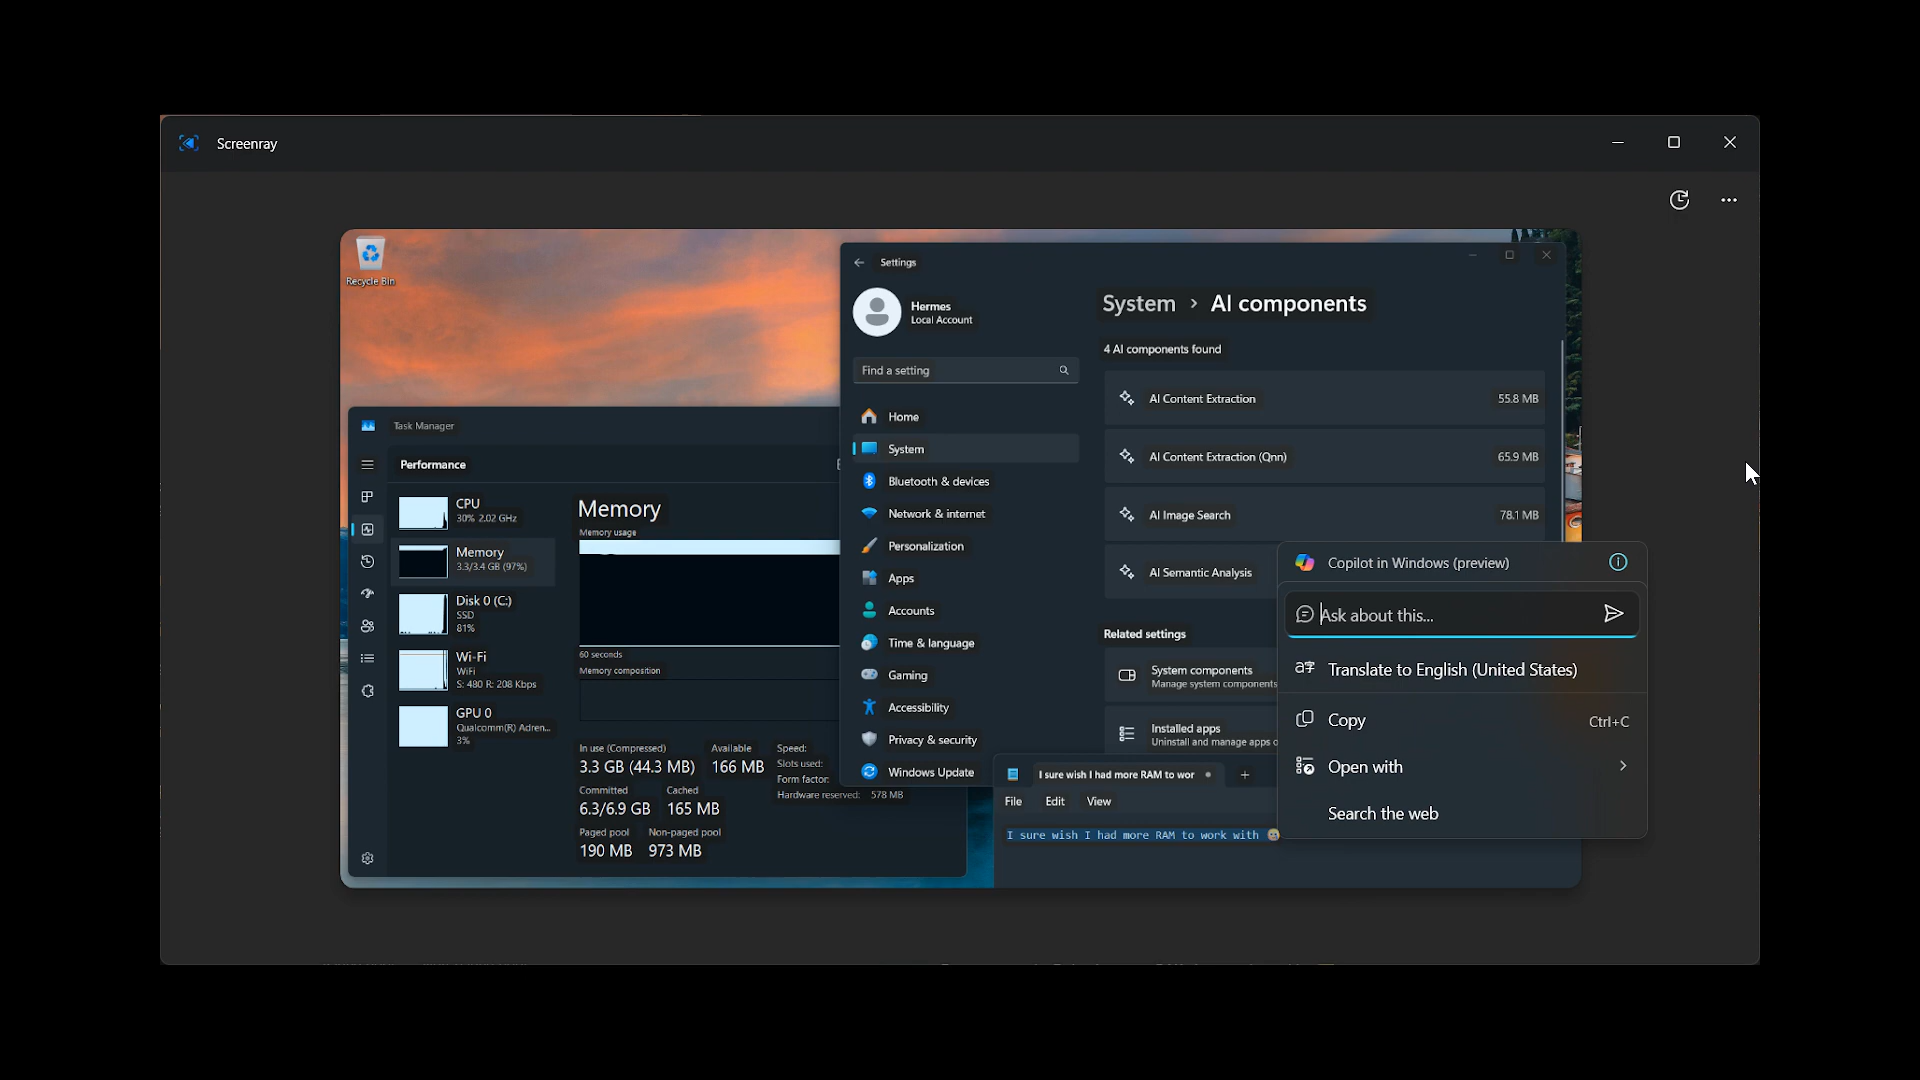 Screenray
Recycle Bin
Settings
Hermes
Local Account
Find a setting
Home
System
Bluetooth & devices
Network & internet
Personalization
Apps
Accounts
Time & language
Gaming
Accessibility
Privacy & security
Windows Update
System > AI components
4 AI components found
AI Content Extraction 55.8 MB
AI Content Extraction (Qnn) 65.9 MB
AI Image Search 78.1 MB
AI Semantic Analysis
Related settings
System components
Manage system components
Installed apps
Uninstall and manage apps o
Task Manager
Performance
CPU
30% 2.02 GHz
Memory
3.3/3.4 GB (97%)
Disk 0 (C:)
SSD
81%
Wi-Fi
WiFi
S: 480 R: 208 Kbps
GPU 0
Qualcomm(R) Adren...
3%
Memory
Memory usage
60 seconds
Memory composition
In use (Compressed) Available Speed:
3.3 GB (44.3 MB) 166 MB Slots used:
Form factor:
Committed Cached Hardware reserved: 578 MB
6.3/6.9 GB 165 MB
Paged pool Non-paged pool
190 MB 973 MB
I sure wish I had more RAM to wor
File Edit View
I sure wish I had more RAM to work with
Copilot in Windows (preview)
Ask about this...
Translate to English (United States)
Copy Ctrl+C
Open with
Search the web